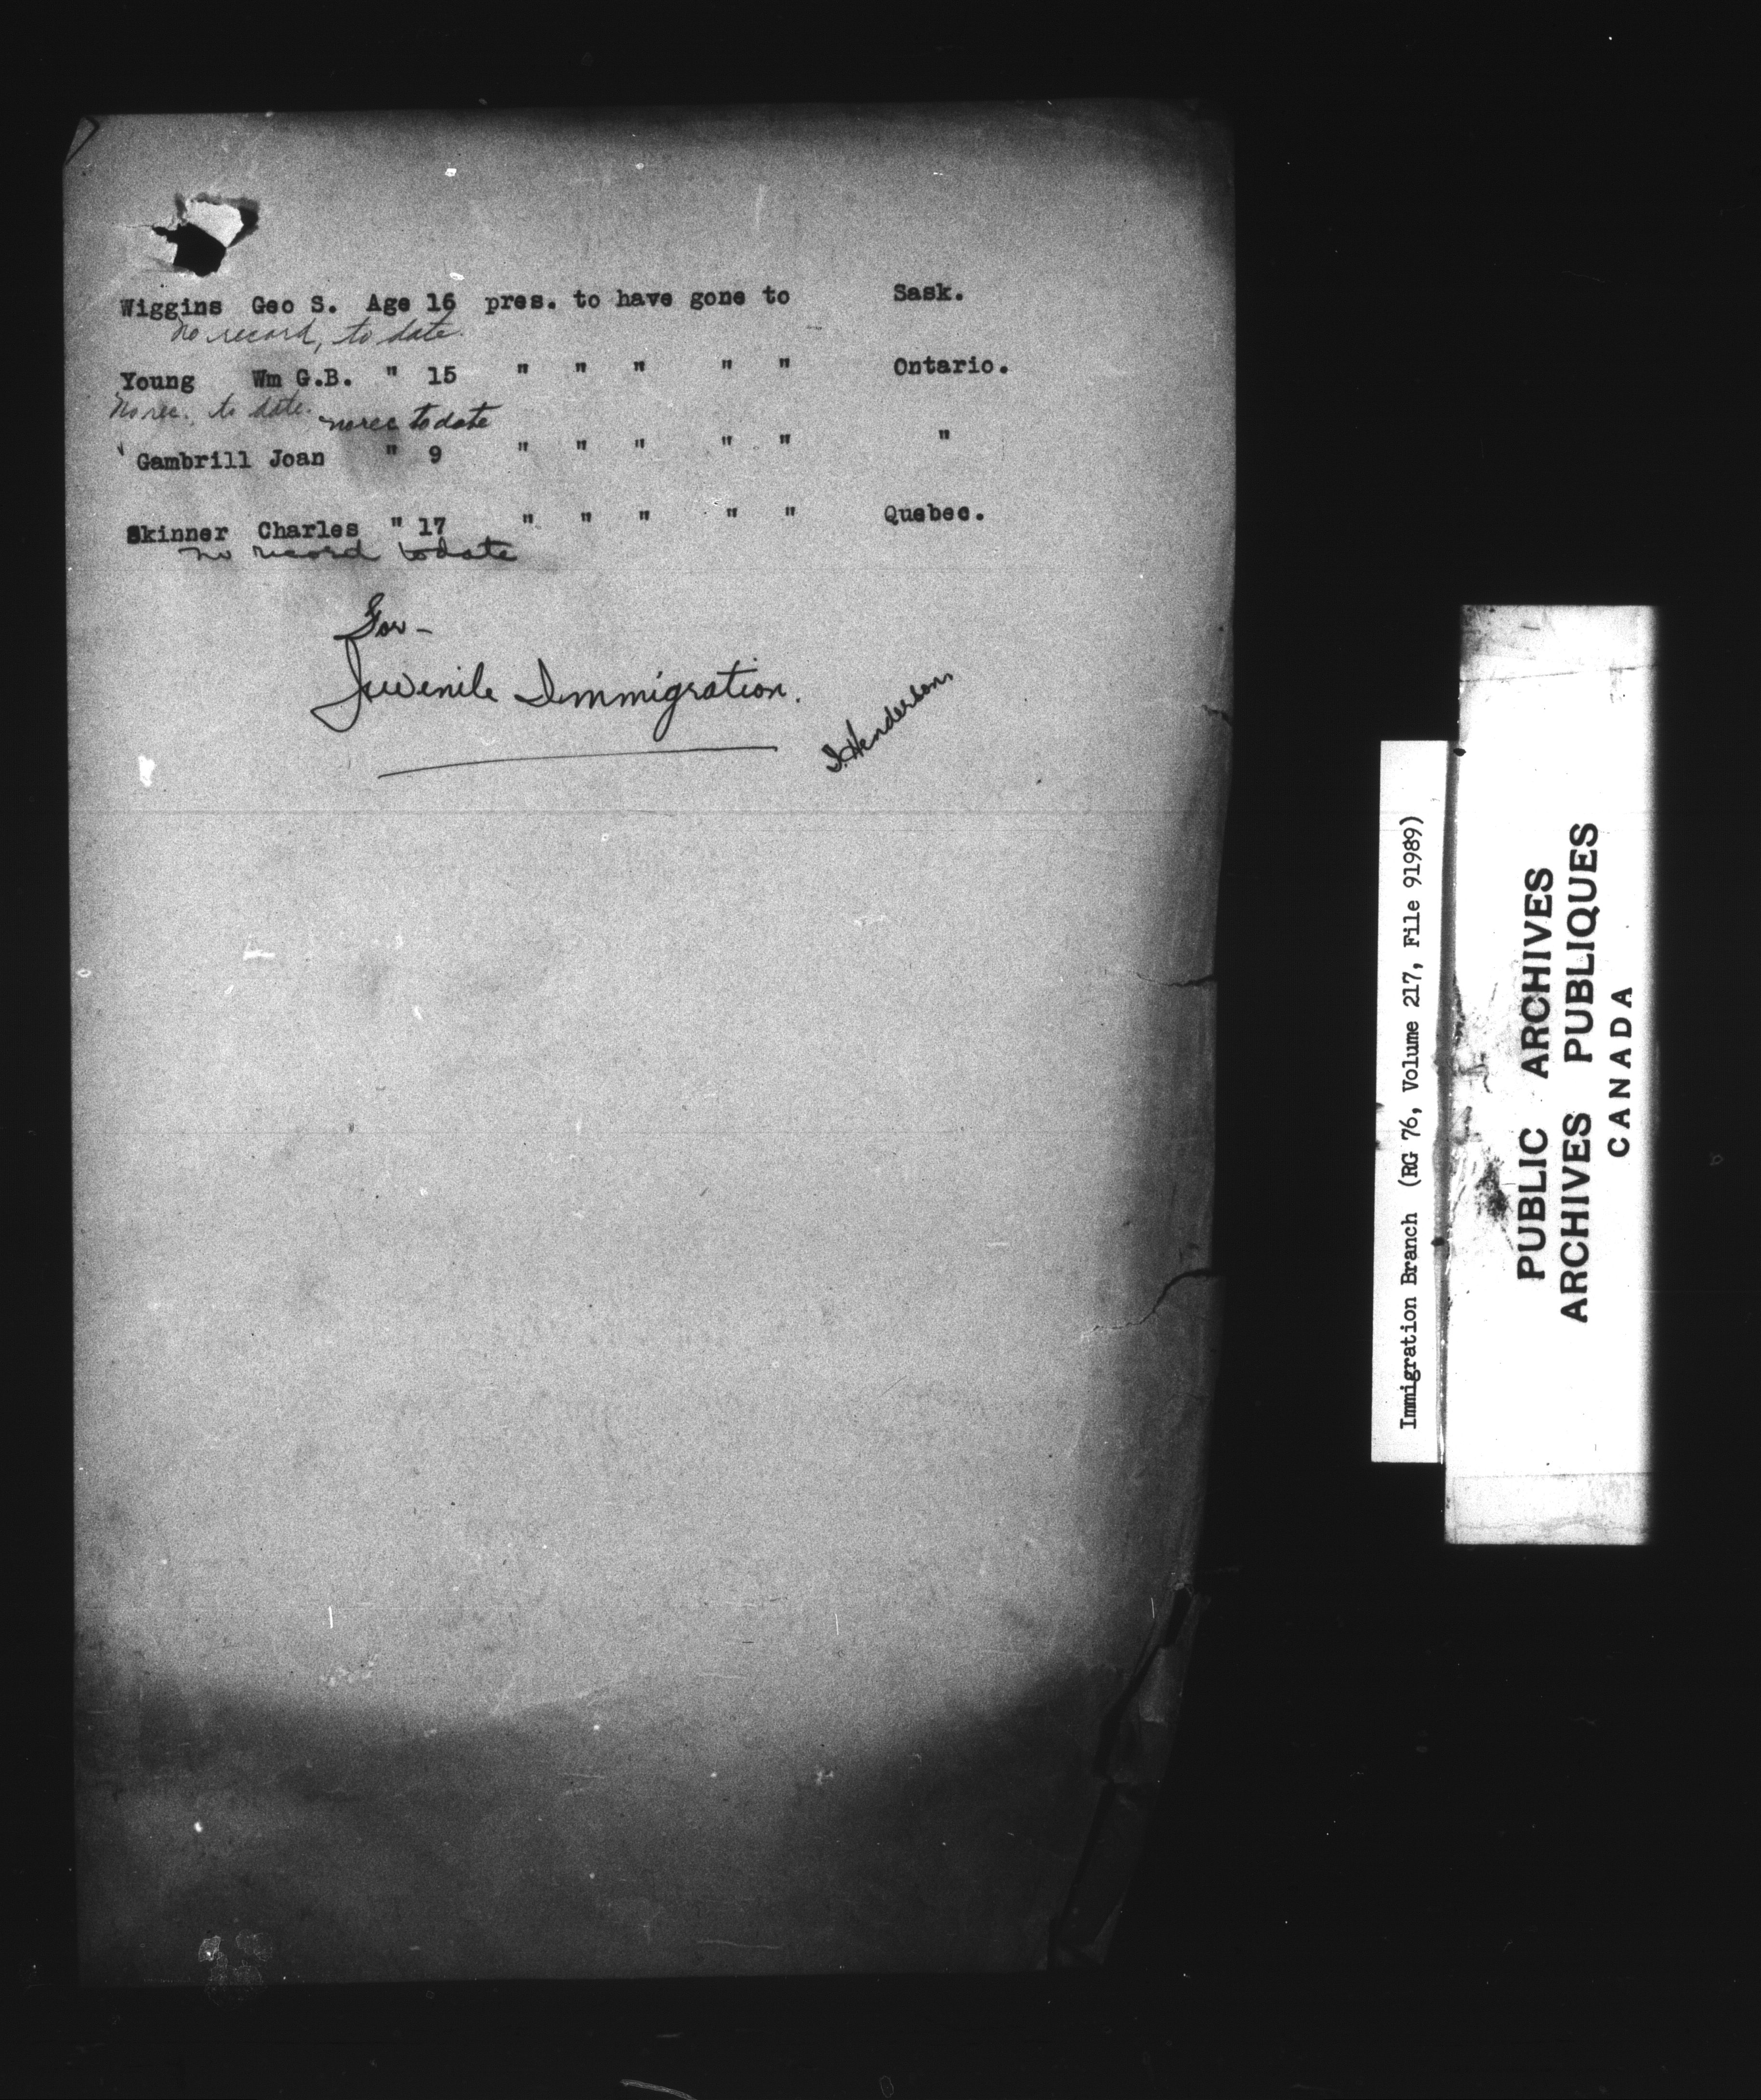 Wiggins Geo S. Age 16 pres. to have gone to Sask.
no record, to date.
Young Wm G.B. " 15 " " " " " Ontario.
No rec. to date. no rec to date
Gambrill Joan " 9 " " " " " "
Skinner Charles " 17 " " " " " Quebec.
no record to date
For -
Juvenile Immigration.
I. Henderson
Immigration Branch (RG 76, Volume 217, File 91989)
PUBLIC ARCHIVES
ARCHIVES PUBLIQUES
CANADA